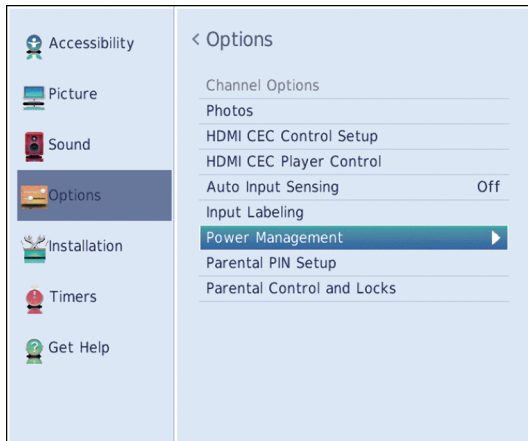 Accessibility
Picture
Sound
Options
Installation
Timers
Get Help
< Options
Channel Options
Photos
HDMI CEC Control Setup
HDMI CEC Player Control
Auto Input Sensing Off
Input Labeling
Power Management
Parental PIN Setup
Parental Control and Locks